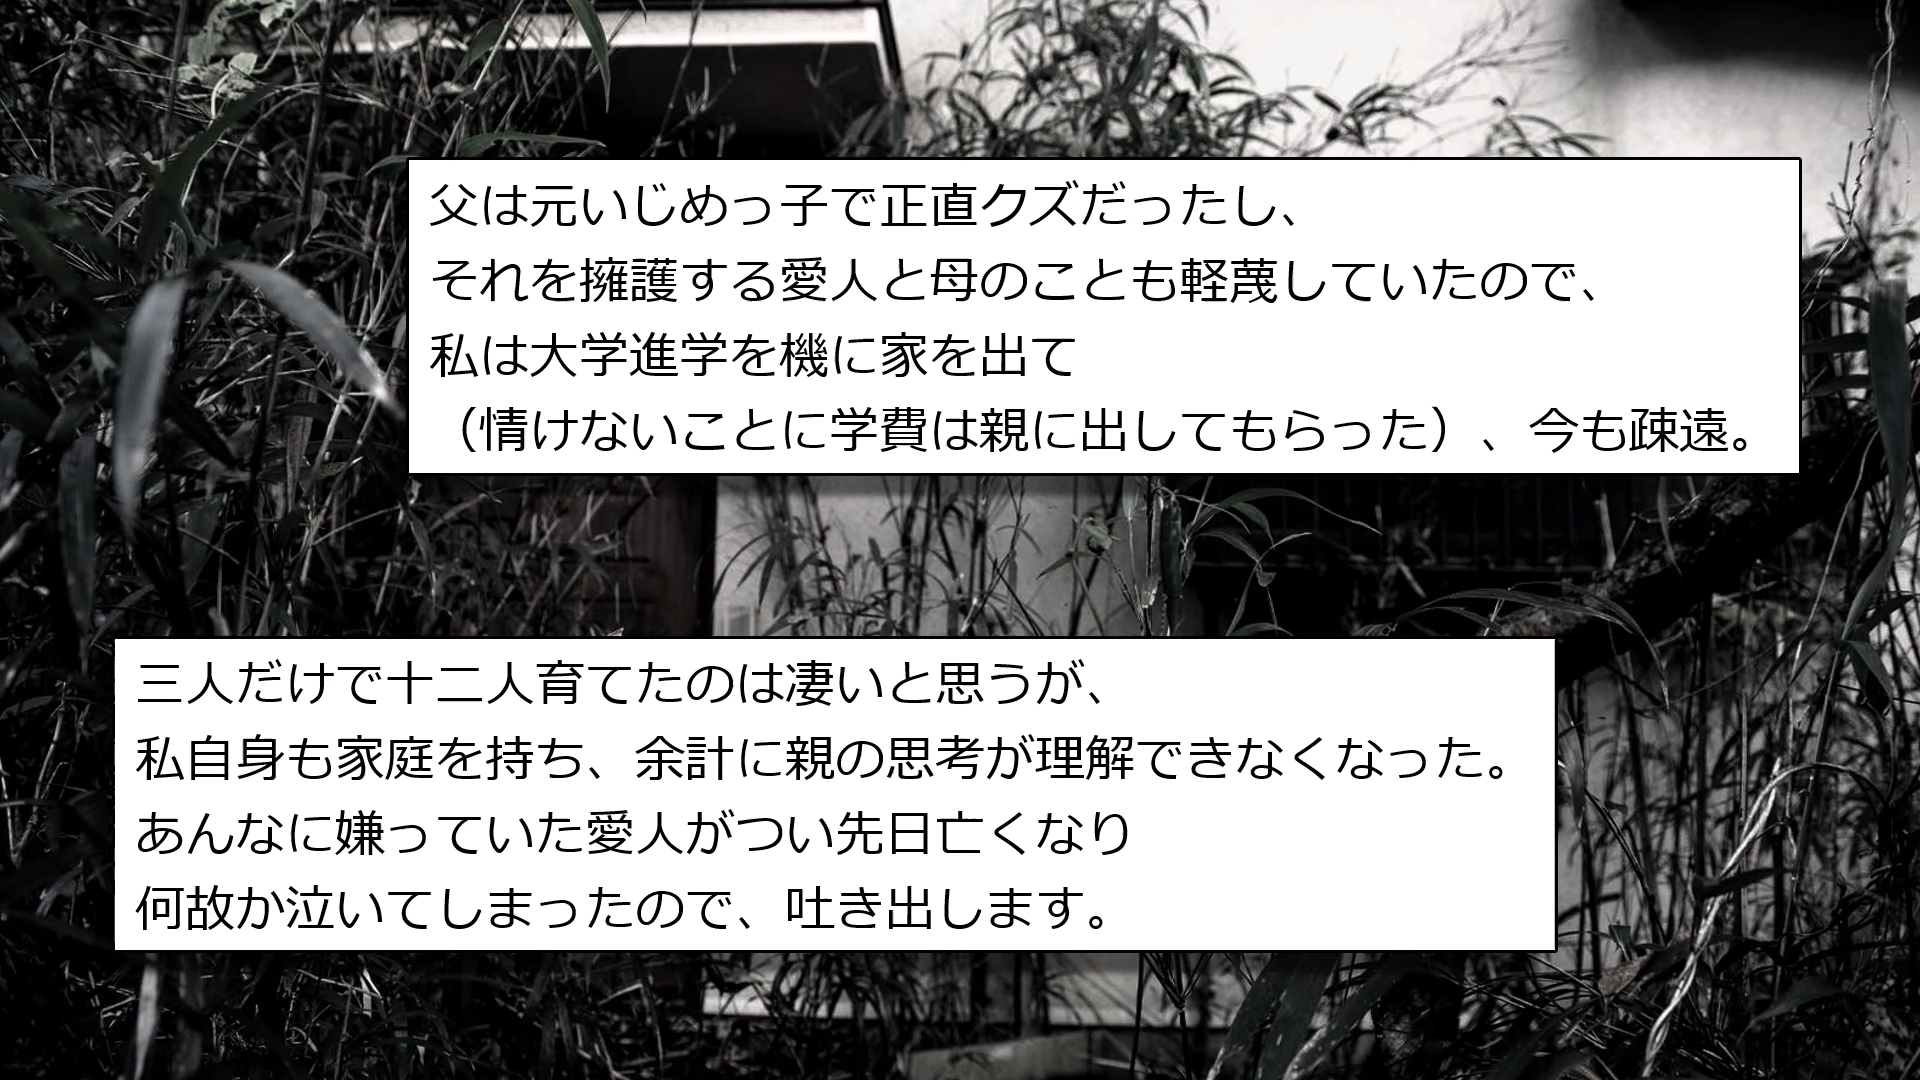 父は元いじめっ子で正直クズだったし、
それを擁護する愛人と母のことも軽蔑していたので、
私は大学進学を機に家を出て
（情けないことに学費は親に出してもらった）、今も疎遠。
三人だけで十二人育てたのは凄いと思うが、
私自身も家庭を持ち、余計に親の思考が理解できなくなった。
あんなに嫌っていた愛人がつい先日亡くなり
何故か泣いてしまったので、吐き出します。